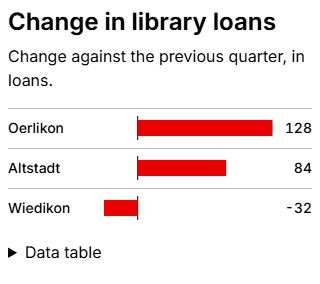 Change in library loans
Change against the previous quarter, in
loans.
Oerlikon 128
Altstadt 84
Wiedikon -32
Data table